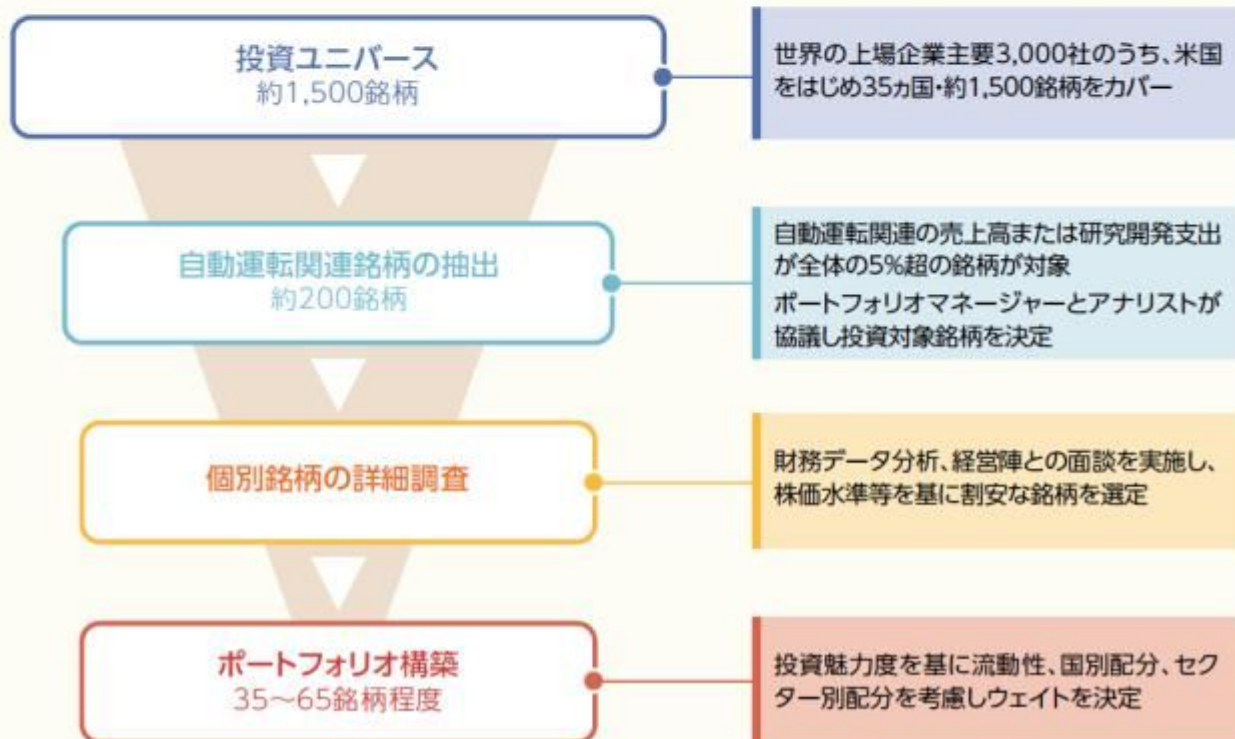 投資ユニバース
約1,500銘柄
世界の上場企業主要3,000社のうち、米国
をはじめ35ヵ国・約1,500銘柄をカバー
自動運転関連銘柄の抽出
約200銘柄
自動運転関連の売上高または研究開発支出
が全体の5%超の銘柄が対象
ポートフォリオマネージャーとアナリストが
協議し投資対象銘柄を決定
個別銘柄の詳細調査
財務データ分析、経営陣との面談を実施し、
株価水準等を基に割安な銘柄を選定
ポートフォリオ構築
35〜65銘柄程度
投資魅力度を基に流動性、国別配分、セク
ター別配分を考慮しウェイトを決定